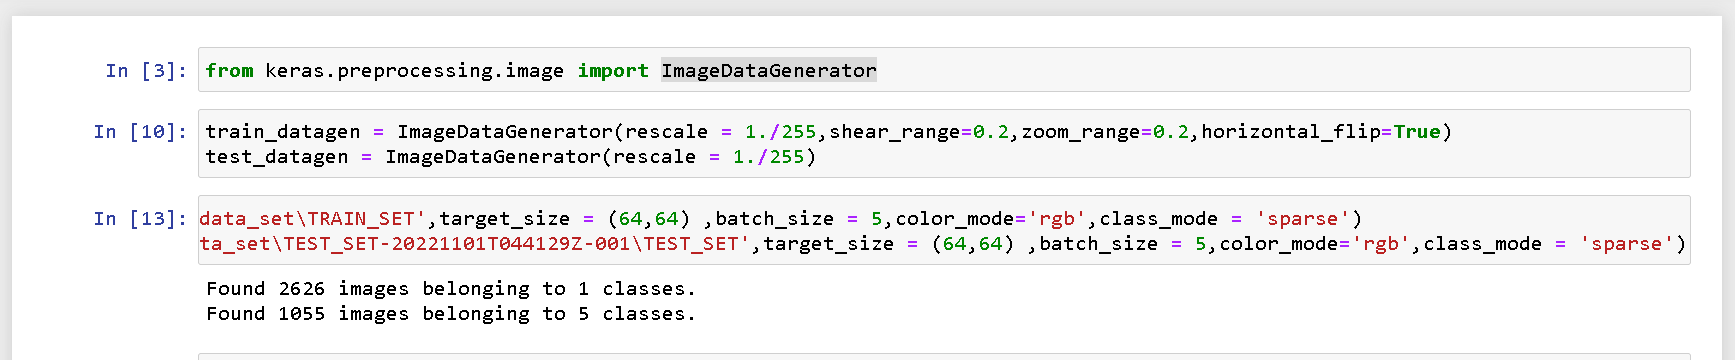 In [3]: from keras.preprocessing.image import ImageDataGenerator
In [10]: train_datagen = ImageDataGenerator(rescale = 1./255,shear_range=0.2,zoom_range=0.2,horizontal_flip=True)
test_datagen = ImageDataGenerator(rescale = 1./255)
In [13]: data_set\TRAIN_SET',target_size = (64,64) ,batch_size = 5,color_mode='rgb',class_mode = 'sparse')
ta_set\TEST_SET-20221101T044129Z-001\TEST_SET',target_size = (64,64) ,batch_size = 5,color_mode='rgb',class_mode = 'sparse')
Found 2626 images belonging to 1 classes.
Found 1055 images belonging to 5 classes.